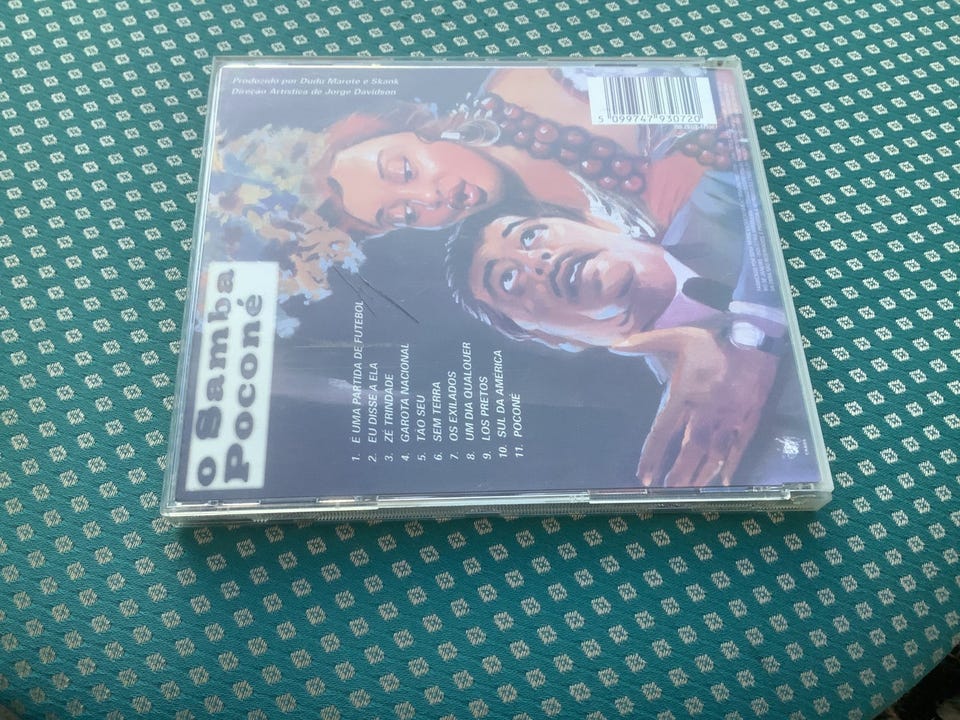 Produzido por Dudu Marote e Skank
Direção Artística de Jorge Davidson
5 099747 930720
o Samba
Poconé
1. É UMA PARTIDA DE FUTEBOL
2. EU DISSE A ELA
3. ZÉ TRINDADE
4. GAROTA NACIONAL
5. TÃO SEU
6. SEM TERRA
7. OS EXILADOS
8. UM DIA QUALQUER
9. LOS PRETOS
10. SUL DA AMÉRICA
11. POCONÉ